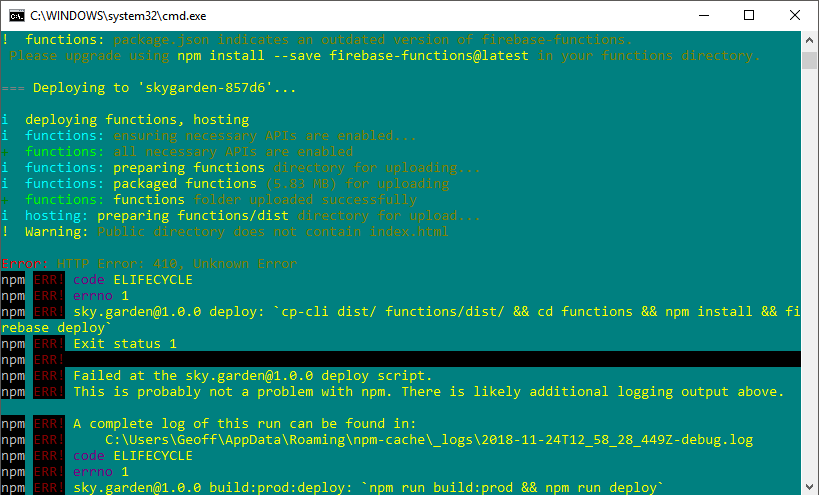 C:\WINDOWS\system32\cmd.exe
!  functions: package.json indicates an outdated version of firebase-functions.
 Please upgrade using npm install --save firebase-functions@latest in your functions directory.
=== Deploying to 'skygarden-857d6'...
i  deploying functions, hosting
i  functions: ensuring necessary APIs are enabled...
+  functions: all necessary APIs are enabled
i  functions: preparing functions directory for uploading...
i  functions: packaged functions (5.83 MB) for uploading
+  functions: functions folder uploaded successfully
i  hosting: preparing functions/dist directory for upload...
!  Warning: Public directory does not contain index.html
Error: HTTP Error: 410, Unknown Error
npm ERR! code ELIFECYCLE
npm ERR! errno 1
npm ERR! sky.garden@1.0.0 deploy: `cp-cli dist/ functions/dist/ && cd functions && npm install && fi
rebase deploy`
npm ERR! Exit status 1
npm ERR!
npm ERR! Failed at the sky.garden@1.0.0 deploy script.
npm ERR! This is probably not a problem with npm. There is likely additional logging output above.
npm ERR! A complete log of this run can be found in:
npm ERR!     C:\Users\Geoff\AppData\Roaming\npm-cache\_logs\2018-11-24T12_58_28_449Z-debug.log
npm ERR! code ELIFECYCLE
npm ERR! errno 1
npm ERR! sky.garden@1.0.0 build:prod:deploy: `npm run build:prod && npm run deploy`